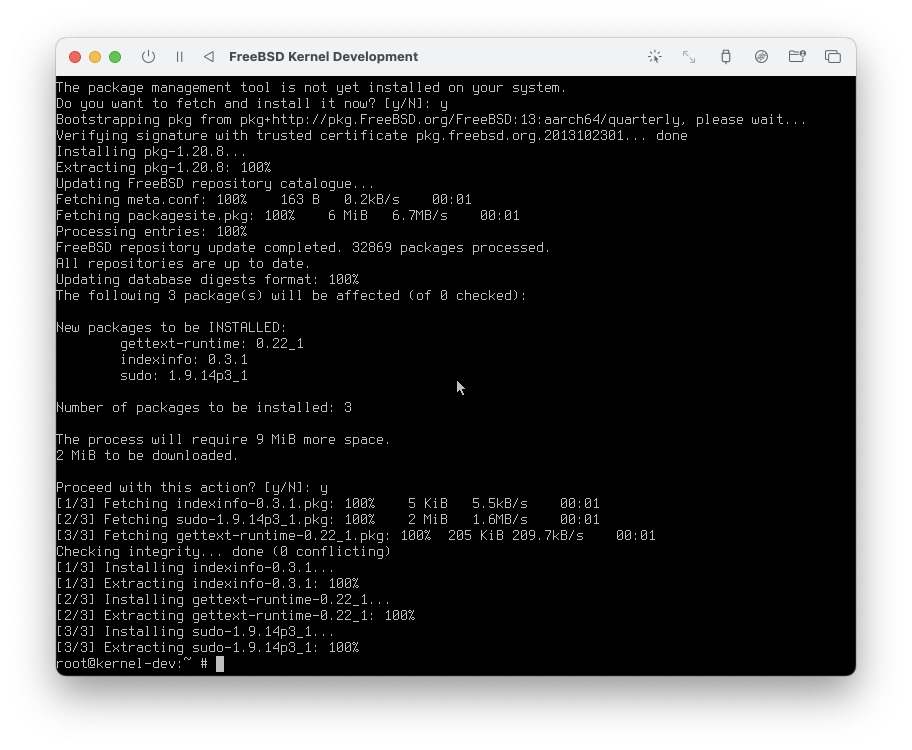 FreeBSD Kernel Development
The package management tool is not yet installed on your system.
Do you want to fetch and install it now? [y/N]: y
Bootstrapping pkg from pkg+http://pkg.FreeBSD.org/FreeBSD:13:aarch64/quarterly, please wait...
Verifying signature with trusted certificate pkg.freebsd.org.2013102301... done
Installing pkg-1.20.8...
Extracting pkg-1.20.8: 100%
Updating FreeBSD repository catalogue...
Fetching meta.conf: 100%    163 B   0.2kB/s    00:01
Fetching packagesite.pkg: 100%    6 MiB   6.7MB/s    00:01
Processing entries: 100%
FreeBSD repository update completed. 32869 packages processed.
All repositories are up to date.
Updating database digests format: 100%
The following 3 package(s) will be affected (of 0 checked):

New packages to be INSTALLED:
        gettext-runtime: 0.22_1
        indexinfo: 0.3.1
        sudo: 1.9.14p3_1

Number of packages to be installed: 3

The process will require 9 MiB more space.
2 MiB to be downloaded.

Proceed with this action? [y/N]: y
[1/3] Fetching indexinfo-0.3.1.pkg: 100%    5 KiB   5.5kB/s    00:01
[2/3] Fetching sudo-1.9.14p3_1.pkg: 100%    2 MiB   1.6MB/s    00:01
[3/3] Fetching gettext-runtime-0.22_1.pkg: 100%  205 KiB 209.7kB/s    00:01
Checking integrity... done (0 conflicting)
[1/3] Installing indexinfo-0.3.1...
[1/3] Extracting indexinfo-0.3.1: 100%
[2/3] Installing gettext-runtime-0.22_1...
[2/3] Extracting gettext-runtime-0.22_1: 100%
[3/3] Installing sudo-1.9.14p3_1...
[3/3] Extracting sudo-1.9.14p3_1: 100%
root@kernel-dev:~ #